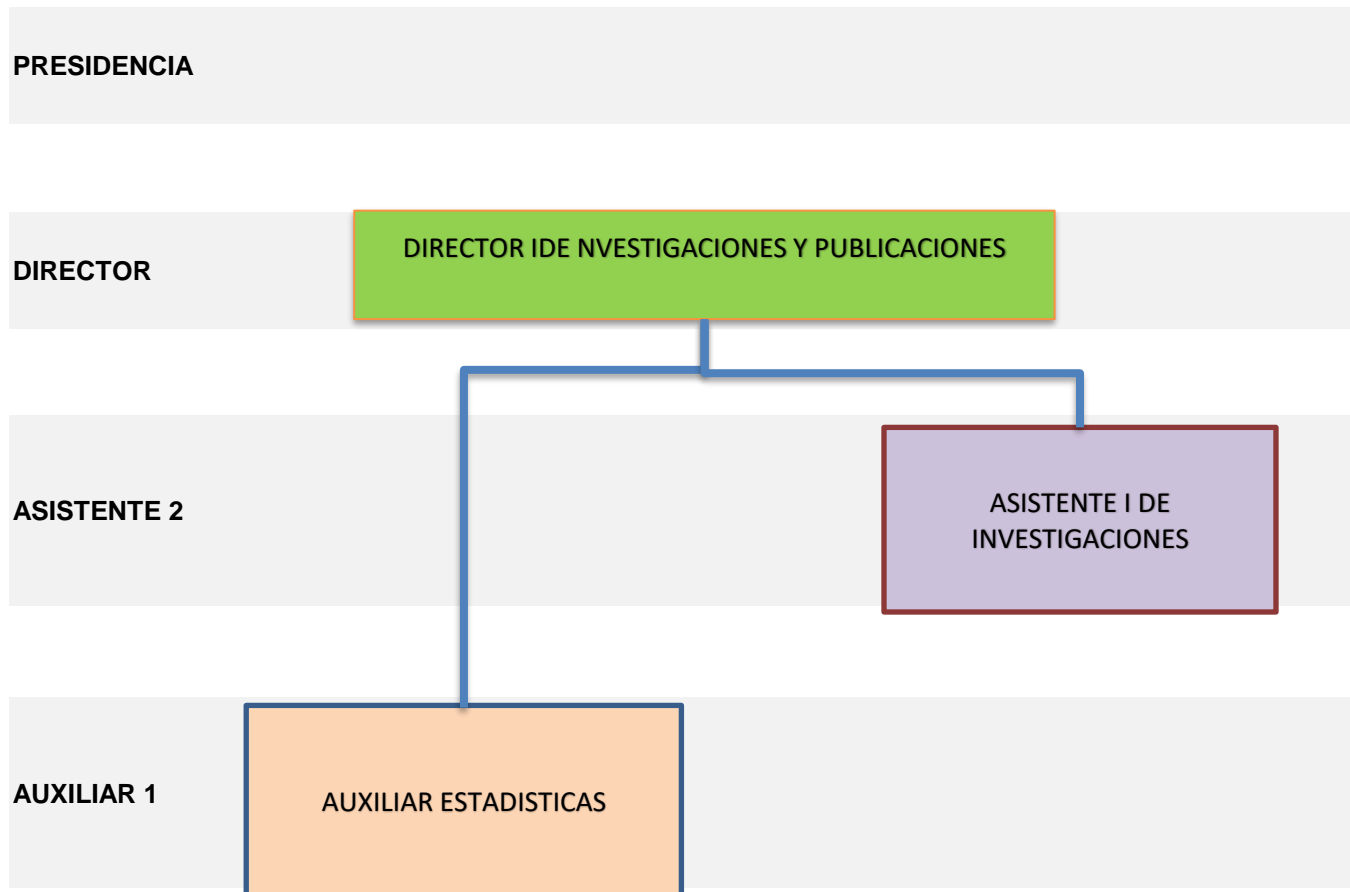 PRESIDENCIA
DIRECTOR IDE NVESTIGACIONES Y PUBLICACIONES
DIRECTOR
ASISTENTE 2
ASISTENTE I DE
INVESTIGACIONES
AUXILIAR 1
AUXILIAR ESTADISTICAS